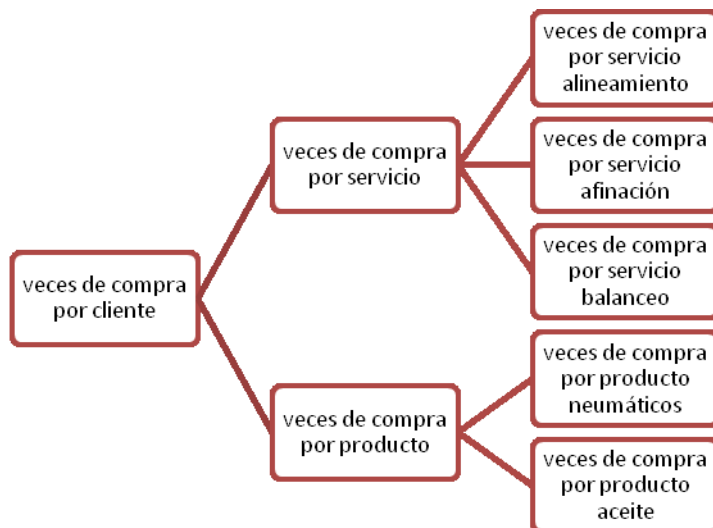 veces de compra
por cliente
veces de compra
por servicio
veces de compra
por servicio
alineamiento
veces de compra
por servicio
afinación
veces de compra
por servicio
balanceo
veces de compra
por producto
veces de compra
por producto
neumáticos
veces de compra
por producto
aceite